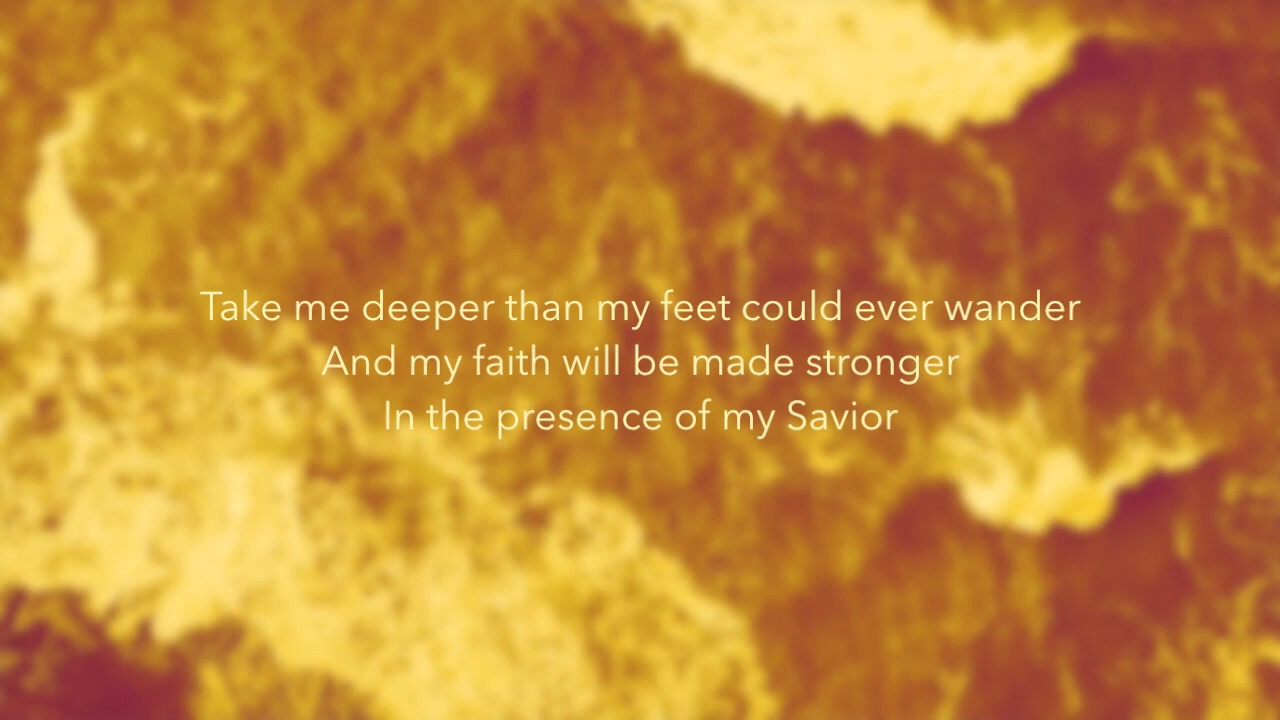 Take me deeper than my feet could ever wander
And my faith will be made stronger
In the presence of my Savior